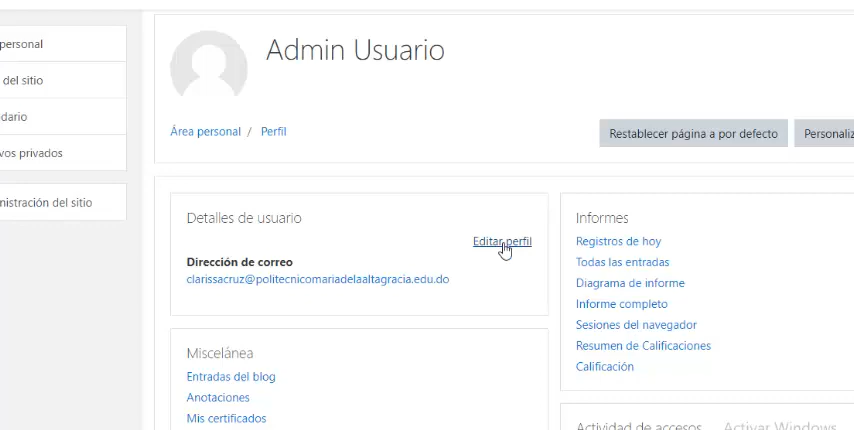 personal
del sitio
dario
vos privados
nistración del sitio
Admin Usuario
Área personal / Perfil
Restablecer página a por defecto
Personaliz
Detalles de usuario
Editar perfil
Dirección de correo
clarissacruz@politecnicomariadelaaltagracia.edu.do
Miscelánea
Entradas del blog
Anotaciones
Mis certificados
Informes
Registros de hoy
Todas las entradas
Diagrama de informe
Informe completo
Sesiones del navegador
Resumen de Calificaciones
Calificación
Actividad de accesos
Activar Windows